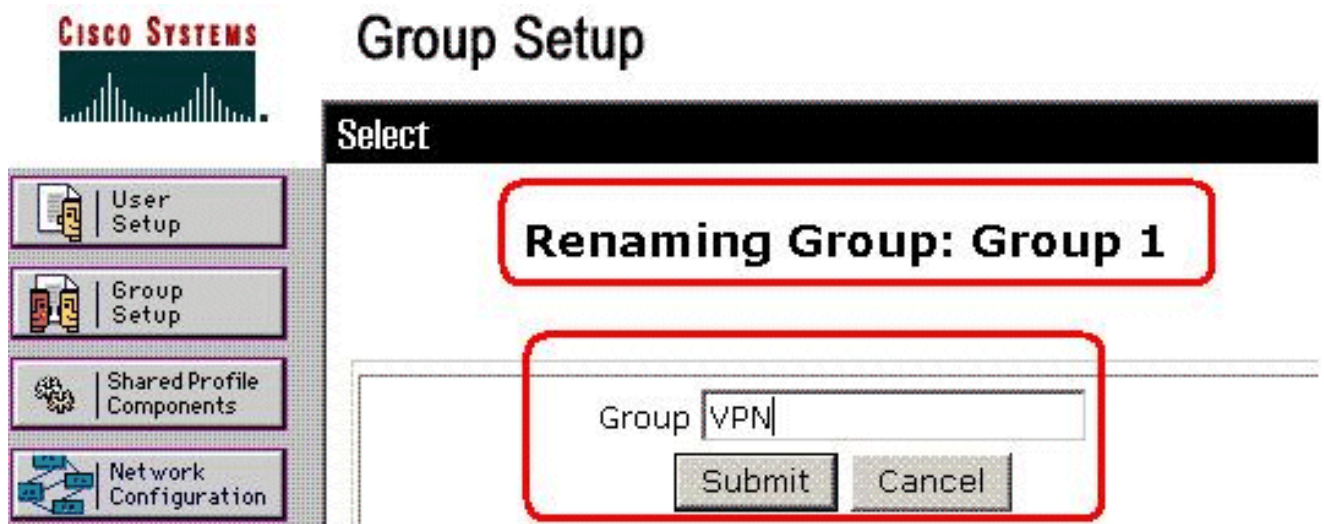 CISCO SYSTEMS
Group Setup
Select
User
Setup
Group
Setup
Shared Profile
Components
Network
Configuration
Renaming Group: Group 1
Group VPN
Submit Cancel